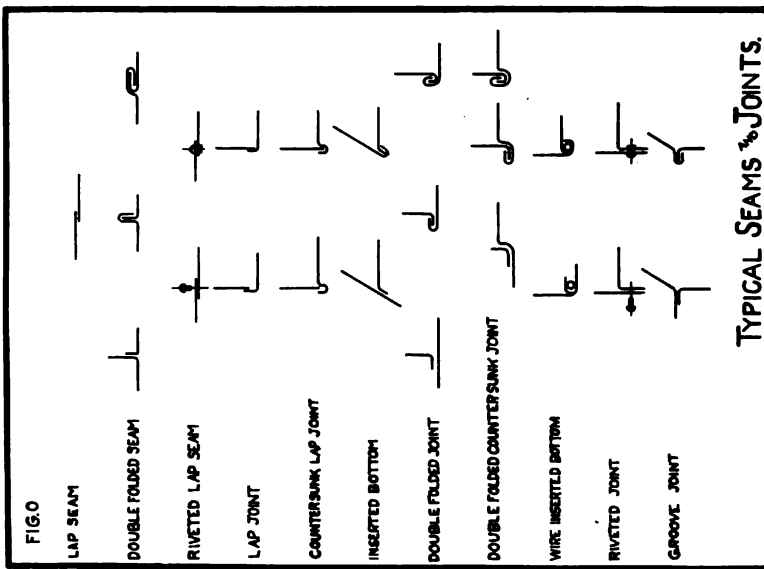 FIG.0
LAP SEAM
DOUBLE FOLDED SEAM
RIVETED LAP SEAM
LAP JOINT
COUNTERSUNK LAP JOINT
INSERTED BOTTOM
DOUBLE FOLDED JOINT
DOUBLE FOLDED COUNTERSUNK JOINT
WIRE INSERTED BOTTOM
RIVETED JOINT
GROOVE JOINT
TYPICAL SEAMS AND JOINTS.